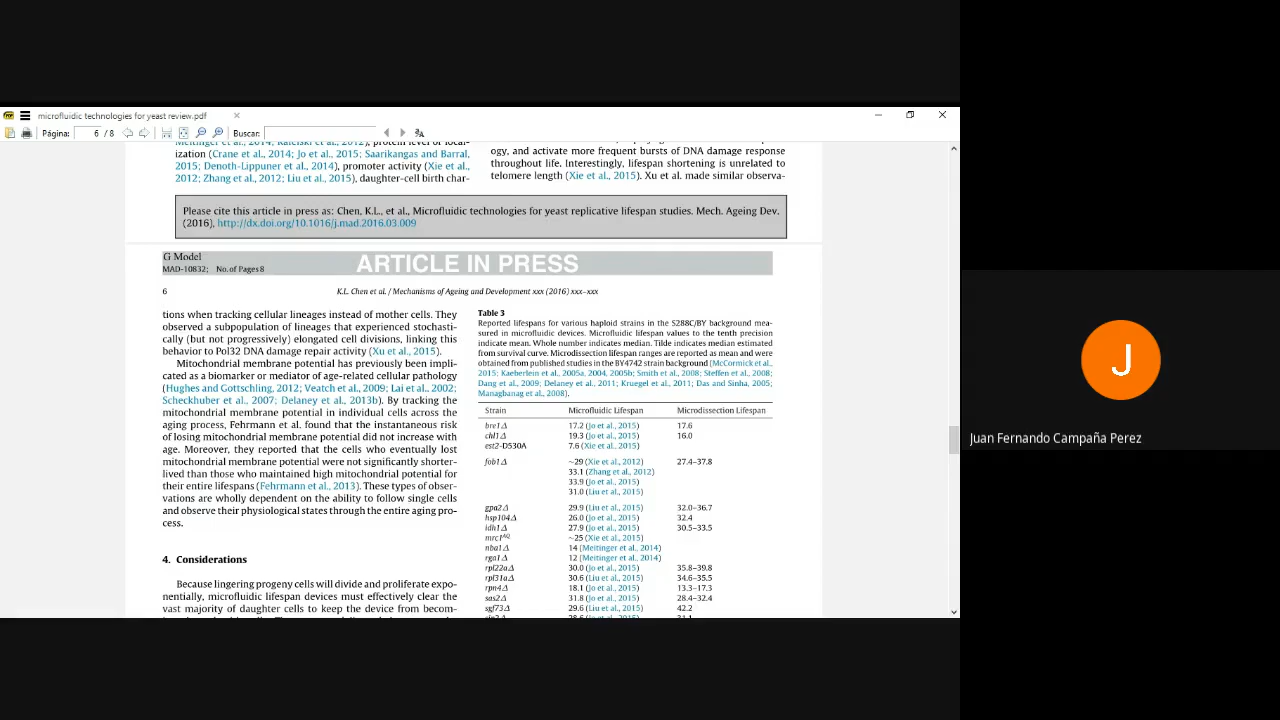 microfluidic technologies for yeast review.pdf
Página: 6 / 8 Buscar:
ization (Crane et al., 2014; Jo et al., 2015; Saarikangas and Barral,
2015; Denoth-Lippuner et al., 2014), promoter activity (Xie et al.,
2012; Zhang et al., 2012; Liu et al., 2015), daughter-cell birth char-
ogy, and activate more frequent bursts of DNA damage response
throughout life. Interestingly, lifespan shortening is unrelated to
telomere length (Xie et al., 2015). Xu et al. made similar observa-
Please cite this article in press as: Chen, K.L., et al., Microfluidic technologies for yeast replicative lifespan studies. Mech. Ageing Dev.
(2016), http://dx.doi.org/10.1016/j.mad.2016.03.009
G Model
MAD-10832; No. of Pages 8
ARTICLE IN PRESS
6
K.L. Chen et al. / Mechanisms of Ageing and Development xxx (2016) xxx–xxx
tions when tracking cellular lineages instead of mother cells. They
observed a subpopulation of lineages that experienced stochasti-
cally (but not progressively) elongated cell divisions, linking this
behavior to Pol32 DNA damage repair activity (Xu et al., 2015).
Mitochondrial membrane potential has previously been impli-
cated as a biomarker or mediator of age-related cellular pathology
(Hughes and Gottschling, 2012; Veatch et al., 2009; Lai et al., 2002;
Scheckhuber et al., 2007; Delaney et al., 2013b). By tracking the
mitochondrial membrane potential in individual cells across the
aging process, Fehrmann et al. found that the instantaneous risk
of losing mitochondrial membrane potential did not increase with
age. Moreover, they reported that the cells who eventually lost
mitochondrial membrane potential were not significantly shorter-
lived than those who maintained high mitochondrial potential for
their entire lifespans (Fehrmann et al., 2013). These types of obser-
vations are wholly dependent on the ability to follow single cells
and observe their physiological states through the entire aging pro-
cess.
4. Considerations
Because lingering progeny cells will divide and proliferate expo-
nentially, microfluidic lifespan devices must effectively clear the
vast majority of daughter cells to keep the device from becom-
Table 3
Reported lifespans for various haploid strains in the S288C/BY background mea-
sured in microfluidic devices. Microfluidic lifespan values to the tenth precision
indicate mean. Whole number indicates median. Tilde indicates median estimated
from survival curve. Microdissection lifespan ranges are reported as mean and were
obtained from published studies in the BY4742 strain background (McCormick et al.,
2015; Kaeberlein et al., 2005a, 2004, 2005b; Smith et al., 2008; Steffen et al., 2008;
Dang et al., 2009; Delaney et al., 2011; Kruegel et al., 2011; Das and Sinha, 2005;
Managbanag et al., 2008).
Strain Microfluidic Lifespan Microdissection Lifespan
bre1Δ 17.2 (Jo et al., 2015) 17.6
chl1Δ 19.3 (Jo et al., 2015) 16.0
est2-D530A 7.6 (Xie et al., 2015)
fob1Δ ~29 (Xie et al., 2012) 27.4–37.8
33.1 (Zhang et al., 2012)
33.9 (Jo et al., 2015)
31.0 (Liu et al., 2015)
gpa2Δ 29.9 (Liu et al., 2015) 32.0–36.7
hsp104Δ 26.0 (Jo et al., 2015) 32.4
idh1Δ 27.9 (Jo et al., 2015) 30.5–33.5
mrc1AQ ~25 (Xie et al., 2015)
nba1Δ 14 (Meitinger et al., 2014)
rga1Δ 12 (Meitinger et al., 2014)
rpl22aΔ 30.0 (Jo et al., 2015) 35.8–39.8
rpl31aΔ 30.6 (Liu et al., 2015) 34.6–35.5
rpn4Δ 18.1 (Jo et al., 2015) 13.3–17.3
sas2Δ 31.8 (Jo et al., 2015) 28.4–32.4
sgf73Δ 29.6 (Liu et al., 2015) 42.2
J
Juan Fernando Campaña Perez